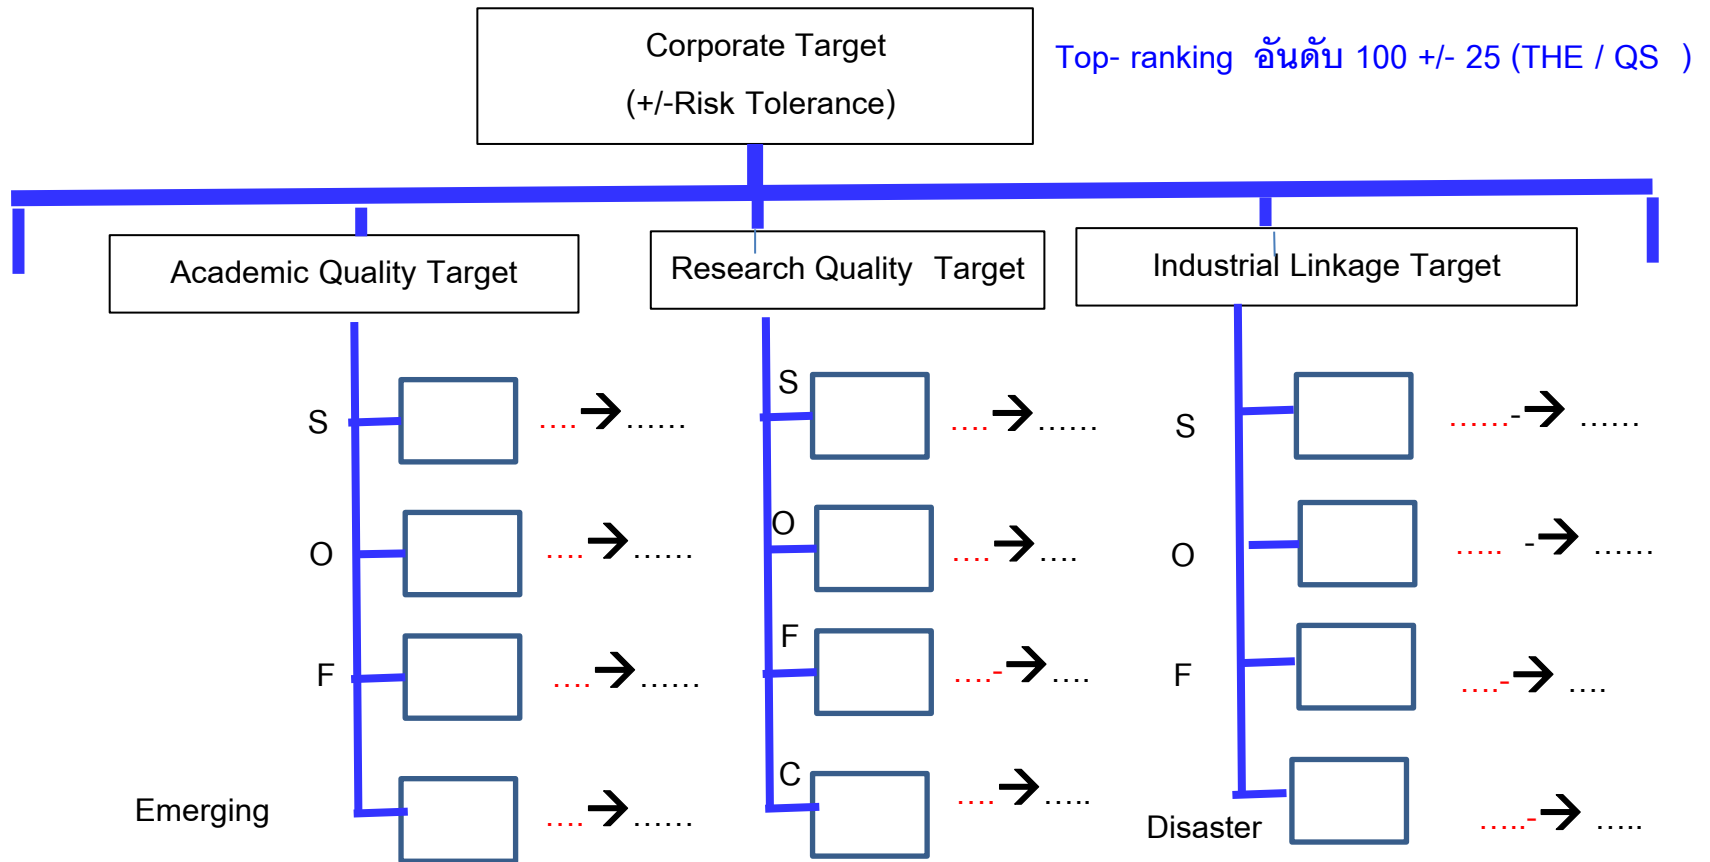 Corporate Target
(+/-Risk Tolerance)
Top- ranking อันดับ 100 +/- 25 (THE / QS )
Academic Quality Target
Research Quality Target
Industrial Linkage Target
S ....→......
S ....→......
S ......-→ ......
O ....→......
O ....→....
O ..... -→ ......
F ....→......
F ....-→....
F ....-→ ....
Emerging ....→......
C ....→.....
Disaster .....-→ .....